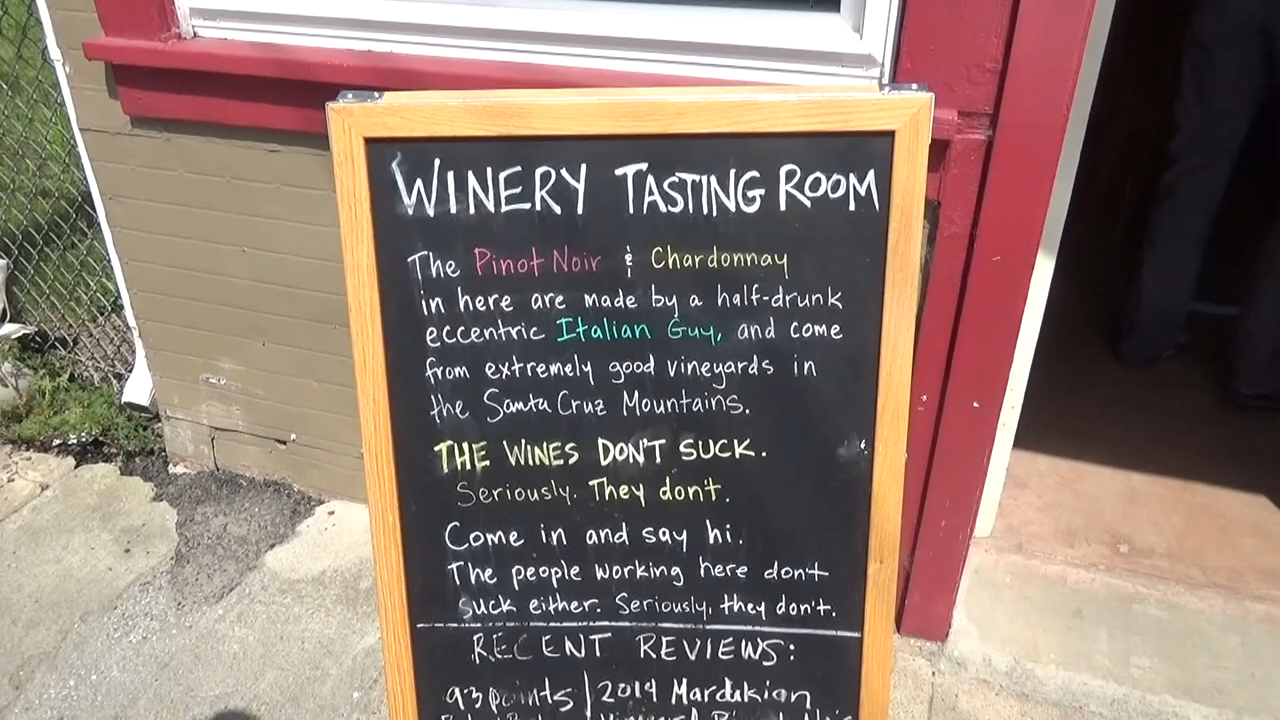 WINERY TASTING ROOM
The Pinot Noir & Chardonnay
in here are made by a half-drunk
eccentric Italian Guy, and come
from extremely good vineyards in
the Santa Cruz Mountains.
THE WINES DON'T SUCK.
Seriously. They don't.
Come in and say hi.
The people working here don't
suck either. Seriously, they don't.
RECENT REVIEWS:
93 points | 2014 Mardikian